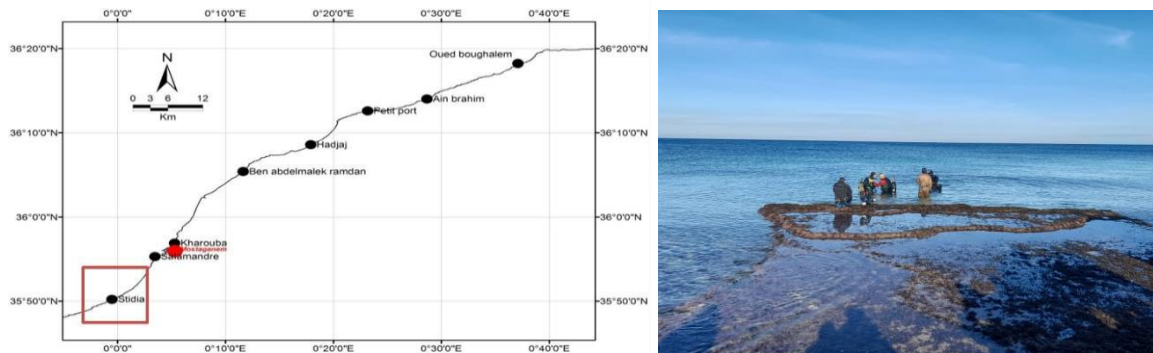 0°0'0" 0°10'0"E 0°20'0"E 0°30'0"E 0°40'0"E
36°20'0"N 36°20'0"N
Oued boughalem
N
0 3 6 12
Km
Ain brahim
Petit port
36°10'0"N 36°10'0"N
Hadjaj
Ben abdelmalek ramdan
36°0'0"N 36°0'0"N
Kharouba
Mostaganem
Salamandre
35°50'0"N 35°50'0"N
Stidia
0°0'0" 0°10'0"E 0°20'0"E 0°30'0"E 0°40'0"E